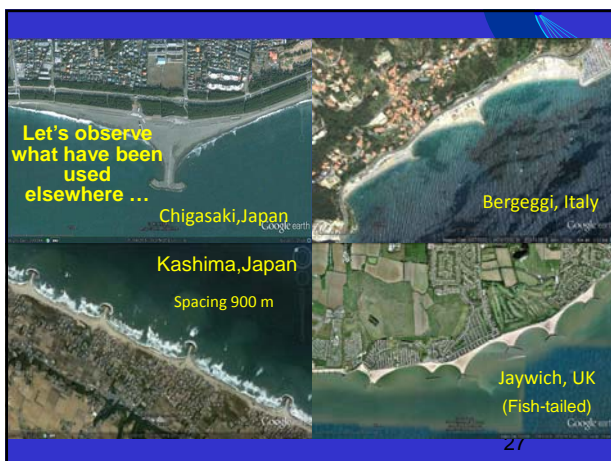 Let's observe
what have been
used
elsewhere …
Chigasaki,Japan
Google earth
Bergeggi, Italy
Google earth
Kashima,Japan
Spacing 900 m
Google
Jaywich, UK
(Fish-tailed)
Google earth
27